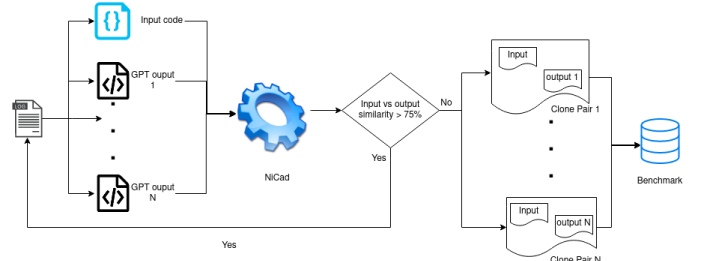 LOG
Input code
GPT ouput
1
GPT ouput
N
NiCad
Input vs output
similarity > 75%
No
Yes
Yes
Input
output 1
Clone Pair 1
Input
output N
Clone Pair N
Benchmark